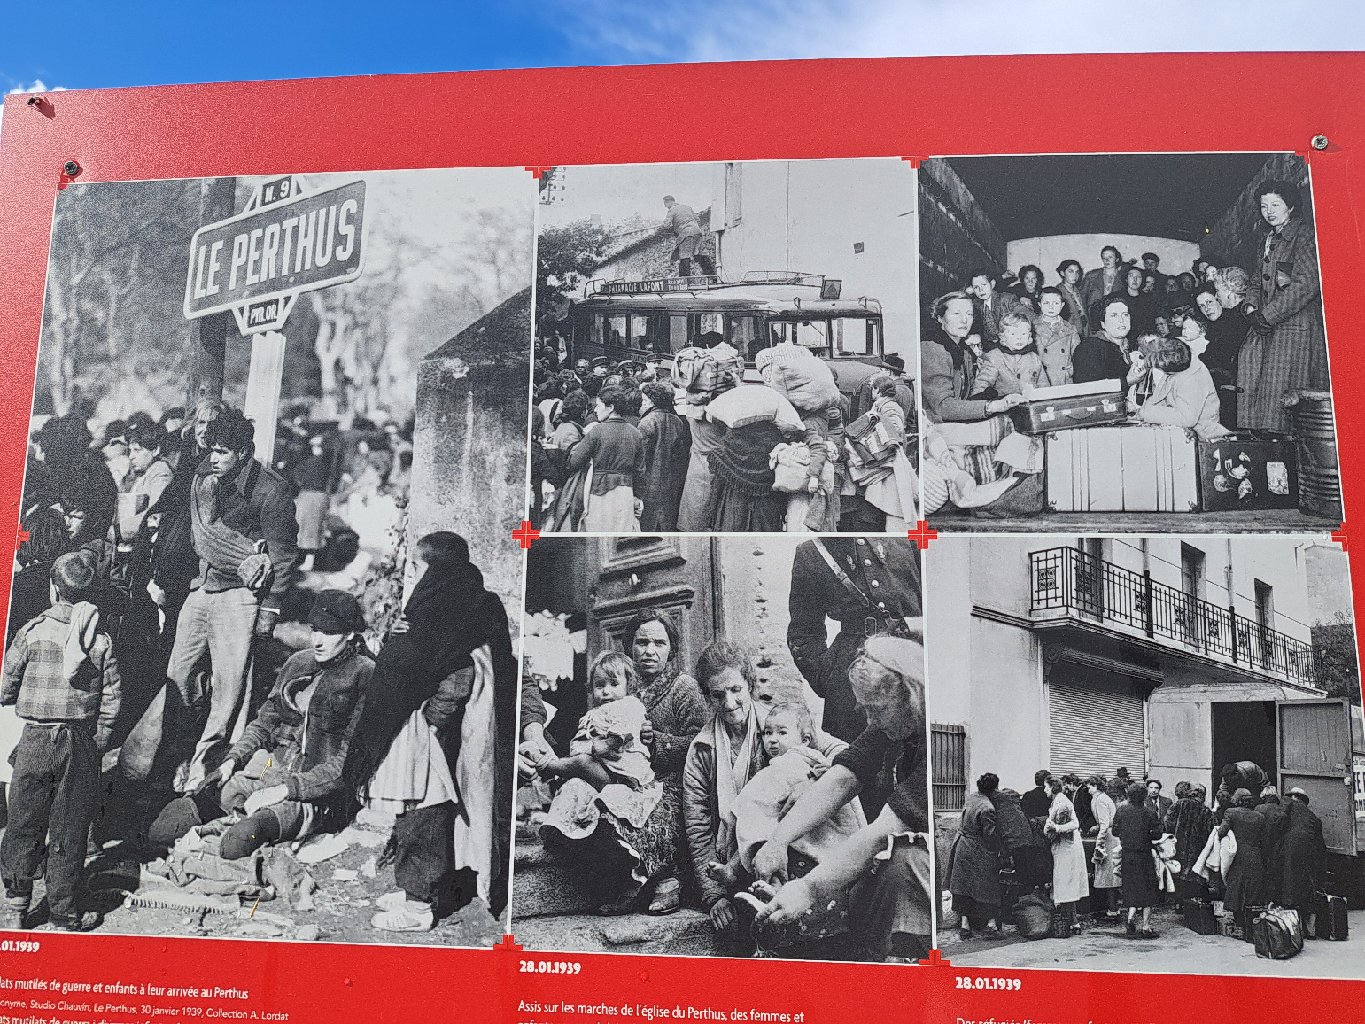 N. 9
LE PERTHUS
PYR. OR.
PHARMACIE LAFONT
.01.1939
ats mutilés de guerre et enfants à leur arrivée au Perthus
onyme, Studio Chauvin, Le Perthus, 30 janvier 1939, Collection A. Lordat
28.01.1939
Assis sur les marches de l'église du Perthus, des femmes et
28.01.1939